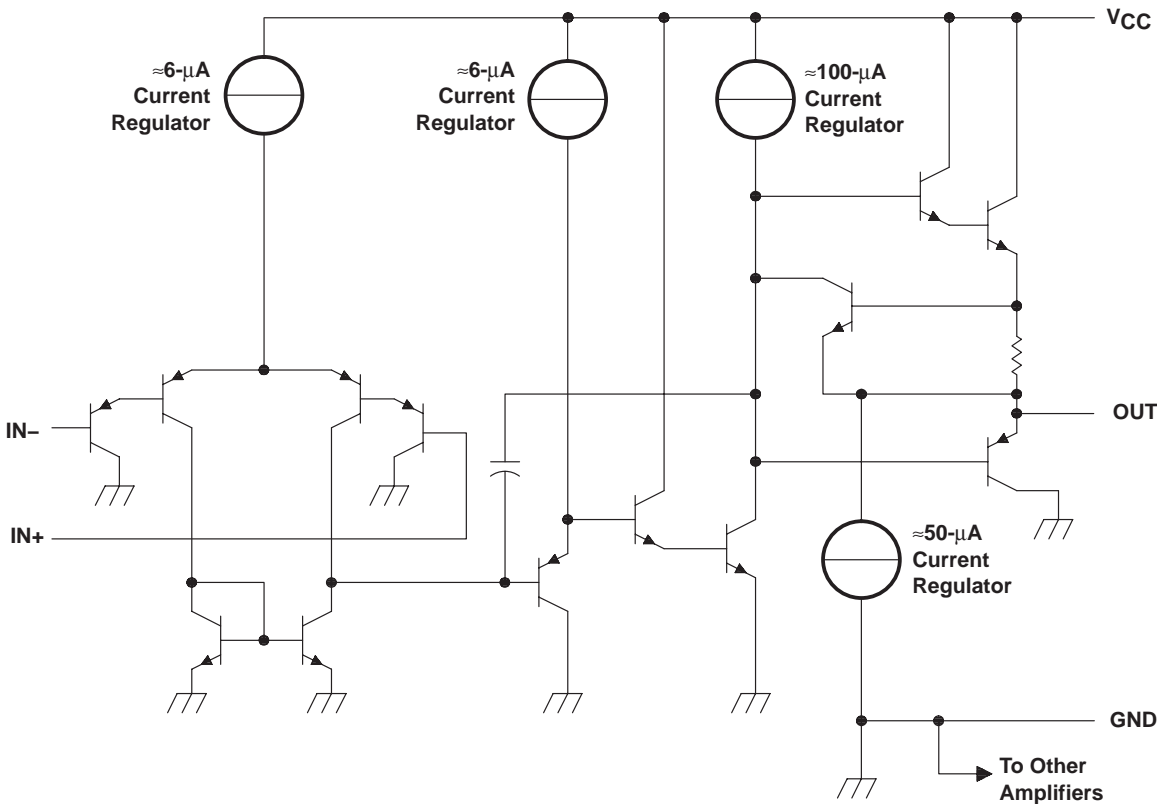 VCC
≈6-µA
Current
Regulator
≈6-µA
Current
Regulator
≈100-µA
Current
Regulator
IN−
OUT
IN+
≈50-µA
Current
Regulator
GND
To Other
Amplifiers